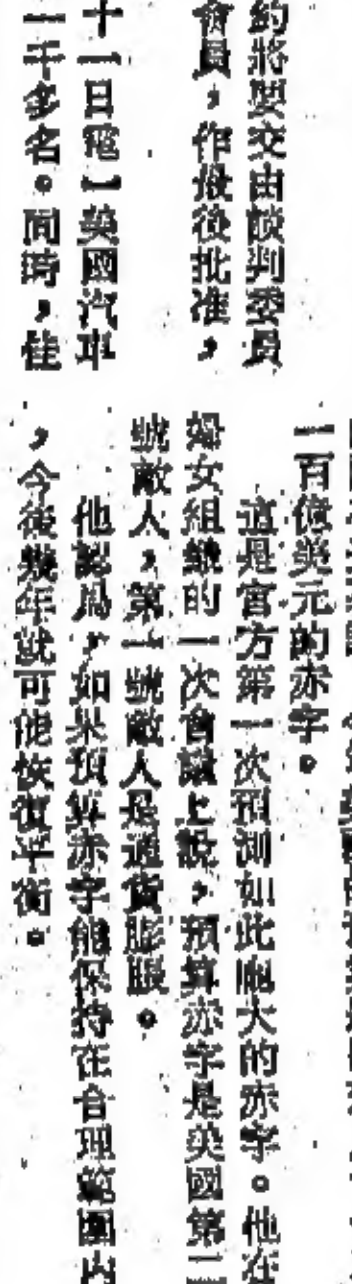 約將要交由談判委員
會員，作最後批准，
十一日電】美國汽車
一千多名。同時，佳
一百億美元的赤字。
這是官方第一次預測如此龐大的赤字。他在
婦女組織的一次會議上說，預算赤字是美國第二
號敵人，第一號敵人是通貨膨脹。
他認爲，如果預算赤字能保持在合理範圍內
，今後幾年就可能恢復平衡。